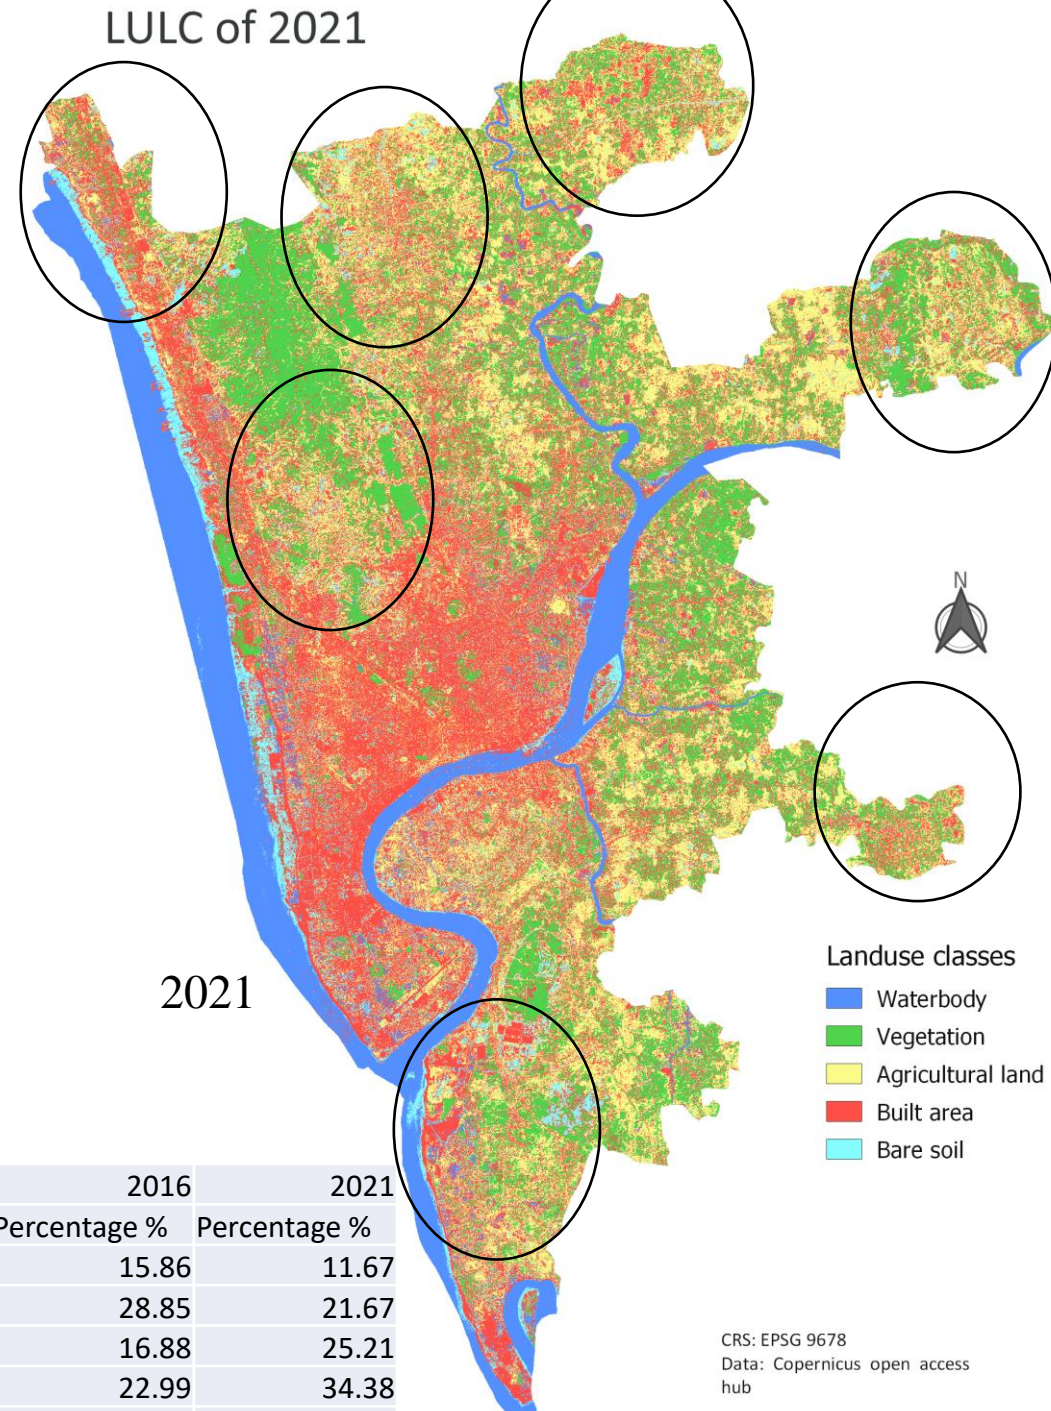 LULC of 2021
N
2021
Landuse classes
Waterbody
Vegetation
Agricultural land
Built area
Bare soil
2016 2021
Percentage % Percentage %
15.86 11.67
28.85 21.67
16.88 25.21
22.99 34.38
CRS: EPSG 9678
Data: Copernicus open access
hub